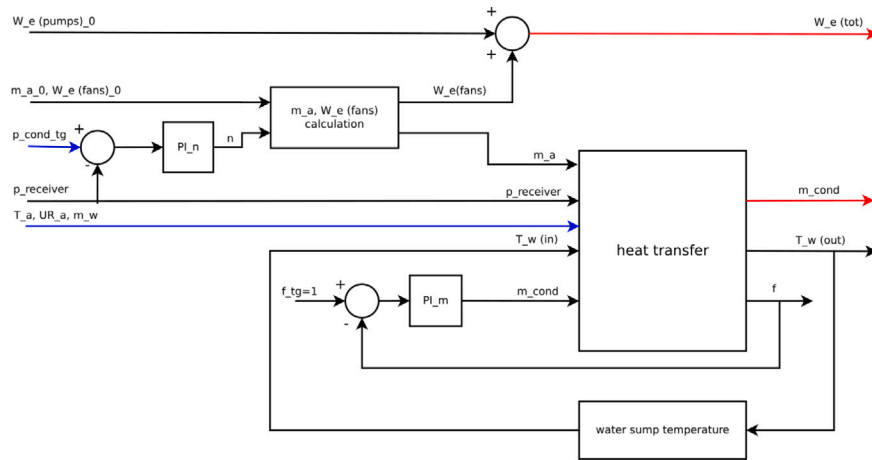 W_e (pumps)_0
+
W_e (tot)
+
m_a_0, W_e (fans)_0
W_e(fans)
m_a, W_e (fans)
calculation
p_cond_tg
+
PI_n
n
-
m_a
p_receiver
p_receiver
m_cond
T_a, UR_a, m_w
T_w (in)
T_w (out)
heat transfer
f_tg=1
+
PI_m
m_cond
f
-
water sump temperature